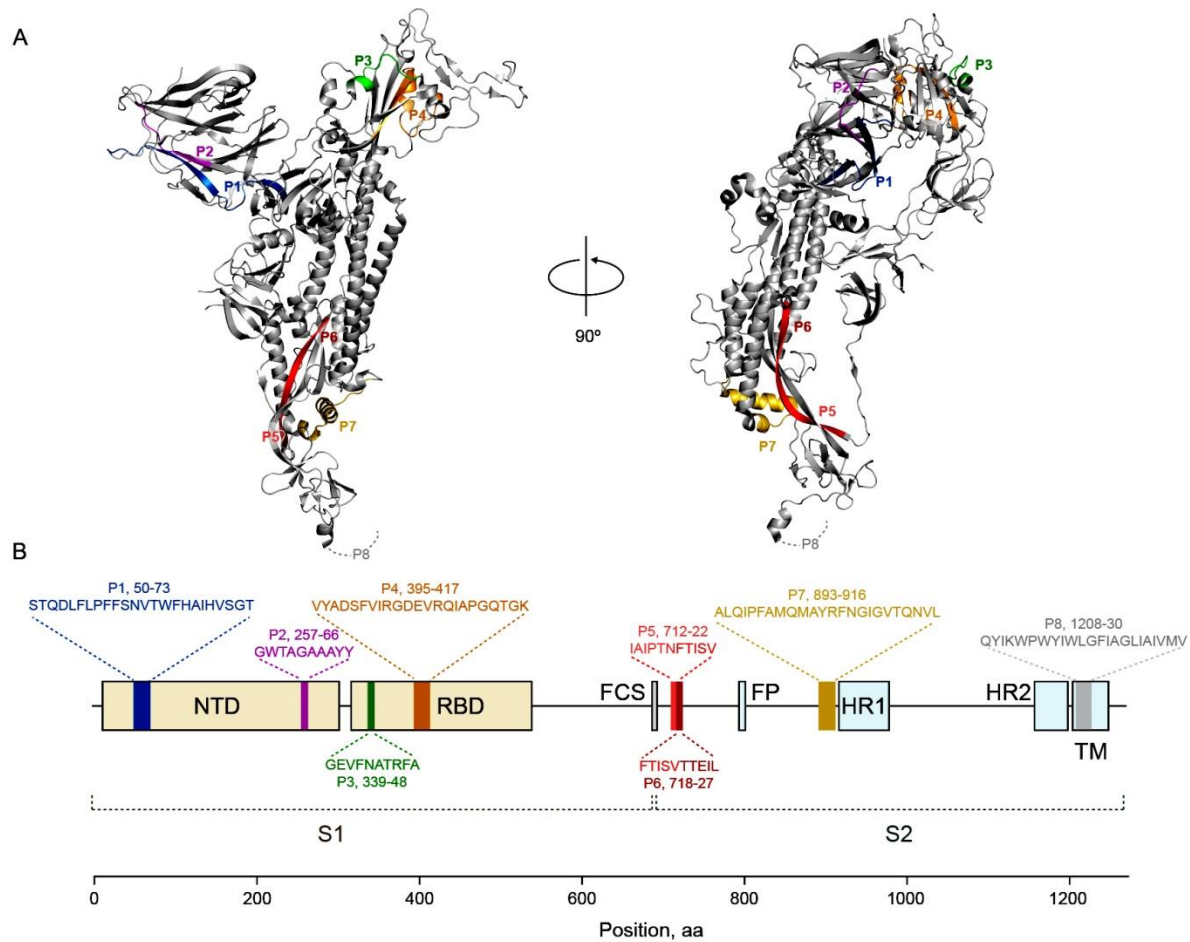 A
P3
P4
P2
P1
P6
P5
P7
P8
90º
P3
P2
P4
P1
P6
P5
P7
P8
B
P1, 50-73
STQDLFLPFFSNVTWFHAIHVSGT
P4, 395-417
VYADSFVIRGDEVRQIAPGQTGK
P7, 893-916
ALQIPFAMQMAYRFNGIGVTQNVL
P2, 257-66
GWTAGAAAYY
P5, 712-22
IAIPTNFTISV
P8, 1208-30
QYIKWPWYIWLGFIAGLIAIVMV
NTD
RBD
FCS
FP
HR1
HR2
TM
GEVFNATRFA
P3, 339-48
FTISVTTEIL
P6, 718-27
S1
S2
0 200 400 600 800 1000 1200
Position, aa